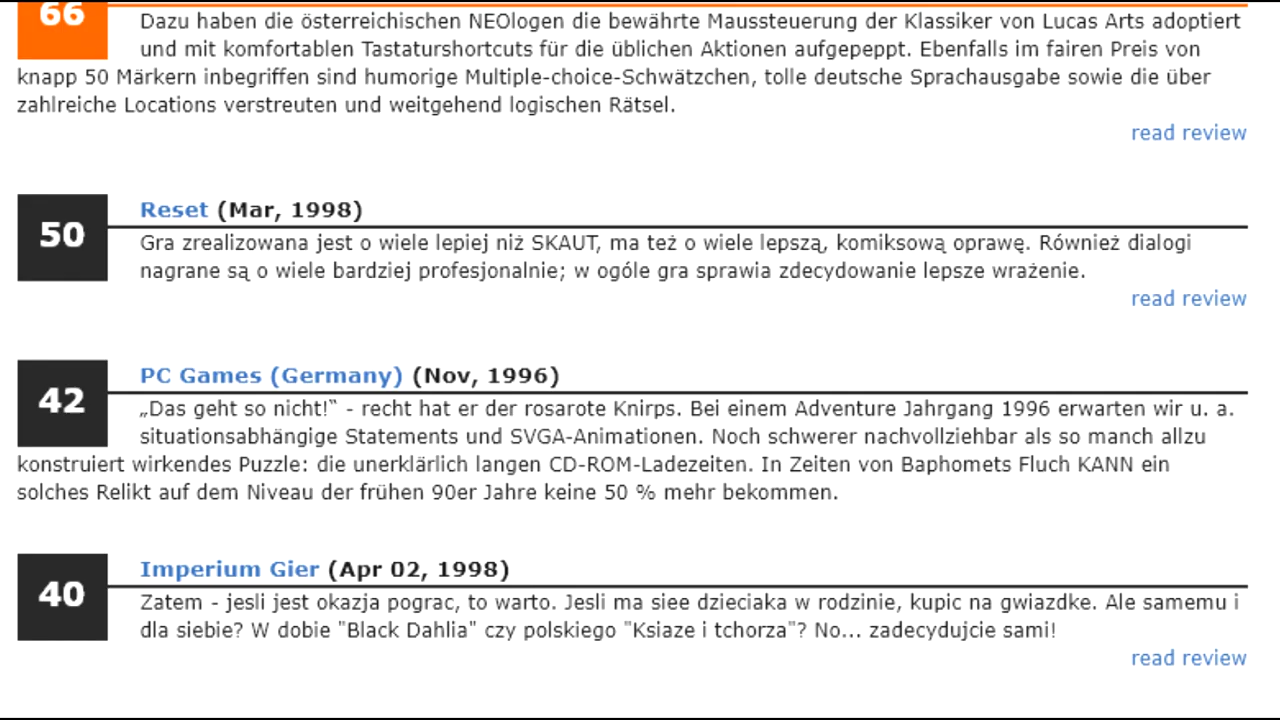 66
Dazu haben die österreichischen NEOlogen die bewährte Maussteuerung der Klassiker von Lucas Arts adoptiert
und mit komfortablen Tastaturshortcuts für die üblichen Aktionen aufgepeppt. Ebenfalls im fairen Preis von
knapp 50 Märkern inbegriffen sind humorige Multiple-choice-Schwätzchen, tolle deutsche Sprachausgabe sowie die über
zahlreiche Locations verstreuten und weitgehend logischen Rätsel.
read review
50
Reset (Mar, 1998)
Gra zrealizowana jest o wiele lepiej niż SKAUT, ma też o wiele lepszą, komiksową oprawę. Również dialogi
nagrane są o wiele bardziej profesjonalnie; w ogóle gra sprawia zdecydowanie lepsze wrażenie.
read review
42
PC Games (Germany) (Nov, 1996)
„Das geht so nicht!“ - recht hat er der rosarote Knirps. Bei einem Adventure Jahrgang 1996 erwarten wir u. a.
situationsabhängige Statements und SVGA-Animationen. Noch schwerer nachvollziehbar als so manch allzu
konstruiert wirkendes Puzzle: die unerklärlich langen CD-ROM-Ladezeiten. In Zeiten von Baphomets Fluch KANN ein
solches Relikt auf dem Niveau der frühen 90er Jahre keine 50 % mehr bekommen.
40
Imperium Gier (Apr 02, 1998)
Zatem - jesli jest okazja pograc, to warto. Jesli ma siee dzieciaka w rodzinie, kupic na gwiazdke. Ale samemu i
dla siebie? W dobie "Black Dahlia" czy polskiego "Ksiaze i tchorza"? No... zadecydujcie sami!
read review